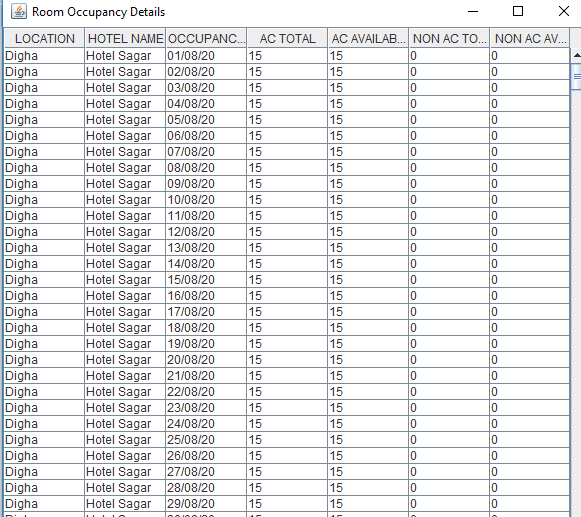 Room Occupancy Details
LOCATION HOTEL NAME OCCUPANC... AC TOTAL AC AVAILAB... NON AC TO... NON AC AV...
Digha Hotel Sagar 01/08/20 15 15 0 0
Digha Hotel Sagar 02/08/20 15 15 0 0
Digha Hotel Sagar 03/08/20 15 15 0 0
Digha Hotel Sagar 04/08/20 15 15 0 0
Digha Hotel Sagar 05/08/20 15 15 0 0
Digha Hotel Sagar 06/08/20 15 15 0 0
Digha Hotel Sagar 07/08/20 15 15 0 0
Digha Hotel Sagar 08/08/20 15 15 0 0
Digha Hotel Sagar 09/08/20 15 15 0 0
Digha Hotel Sagar 10/08/20 15 15 0 0
Digha Hotel Sagar 11/08/20 15 15 0 0
Digha Hotel Sagar 12/08/20 15 15 0 0
Digha Hotel Sagar 13/08/20 15 15 0 0
Digha Hotel Sagar 14/08/20 15 15 0 0
Digha Hotel Sagar 15/08/20 15 15 0 0
Digha Hotel Sagar 16/08/20 15 15 0 0
Digha Hotel Sagar 17/08/20 15 15 0 0
Digha Hotel Sagar 18/08/20 15 15 0 0
Digha Hotel Sagar 19/08/20 15 15 0 0
Digha Hotel Sagar 20/08/20 15 15 0 0
Digha Hotel Sagar 21/08/20 15 15 0 0
Digha Hotel Sagar 22/08/20 15 15 0 0
Digha Hotel Sagar 23/08/20 15 15 0 0
Digha Hotel Sagar 24/08/20 15 15 0 0
Digha Hotel Sagar 25/08/20 15 15 0 0
Digha Hotel Sagar 26/08/20 15 15 0 0
Digha Hotel Sagar 27/08/20 15 15 0 0
Digha Hotel Sagar 28/08/20 15 15 0 0
Digha Hotel Sagar 29/08/20 15 15 0 0